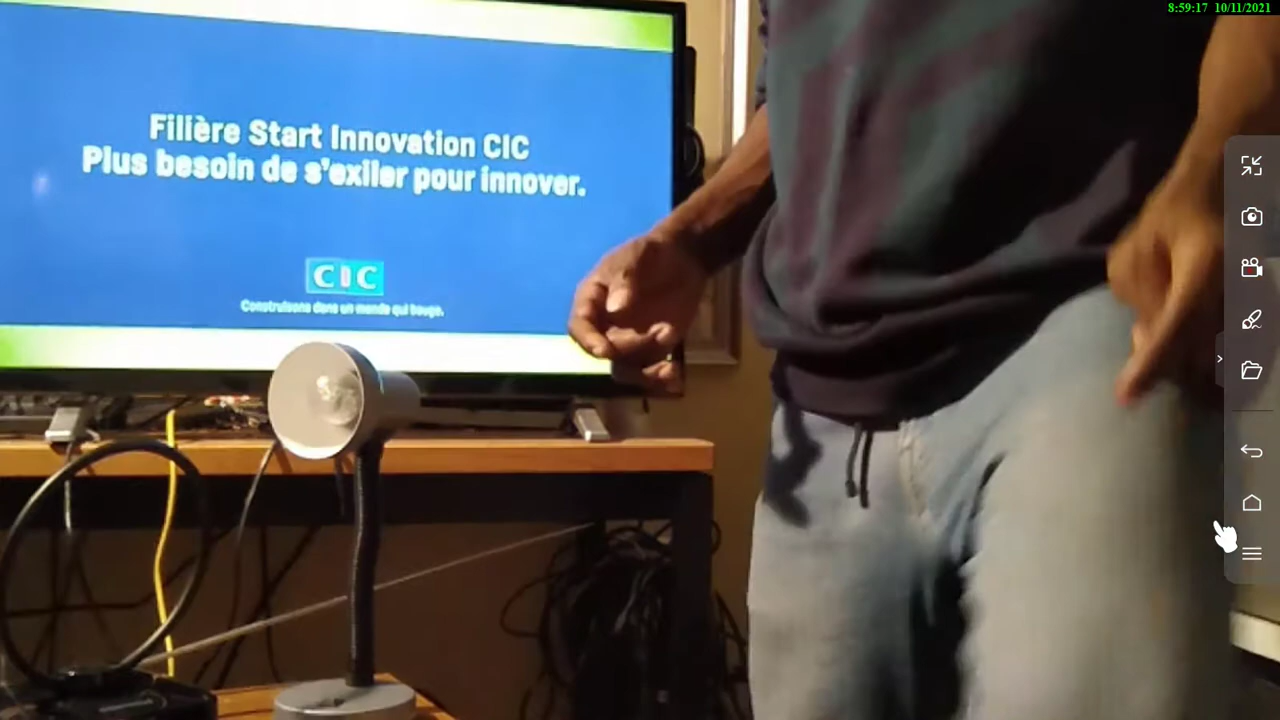 8:59:17 10/11/2021
Filière Start Innovation CIC
Plus besoin de s'exiler pour innover.
CIC
Construisons dans un monde qui bouge.